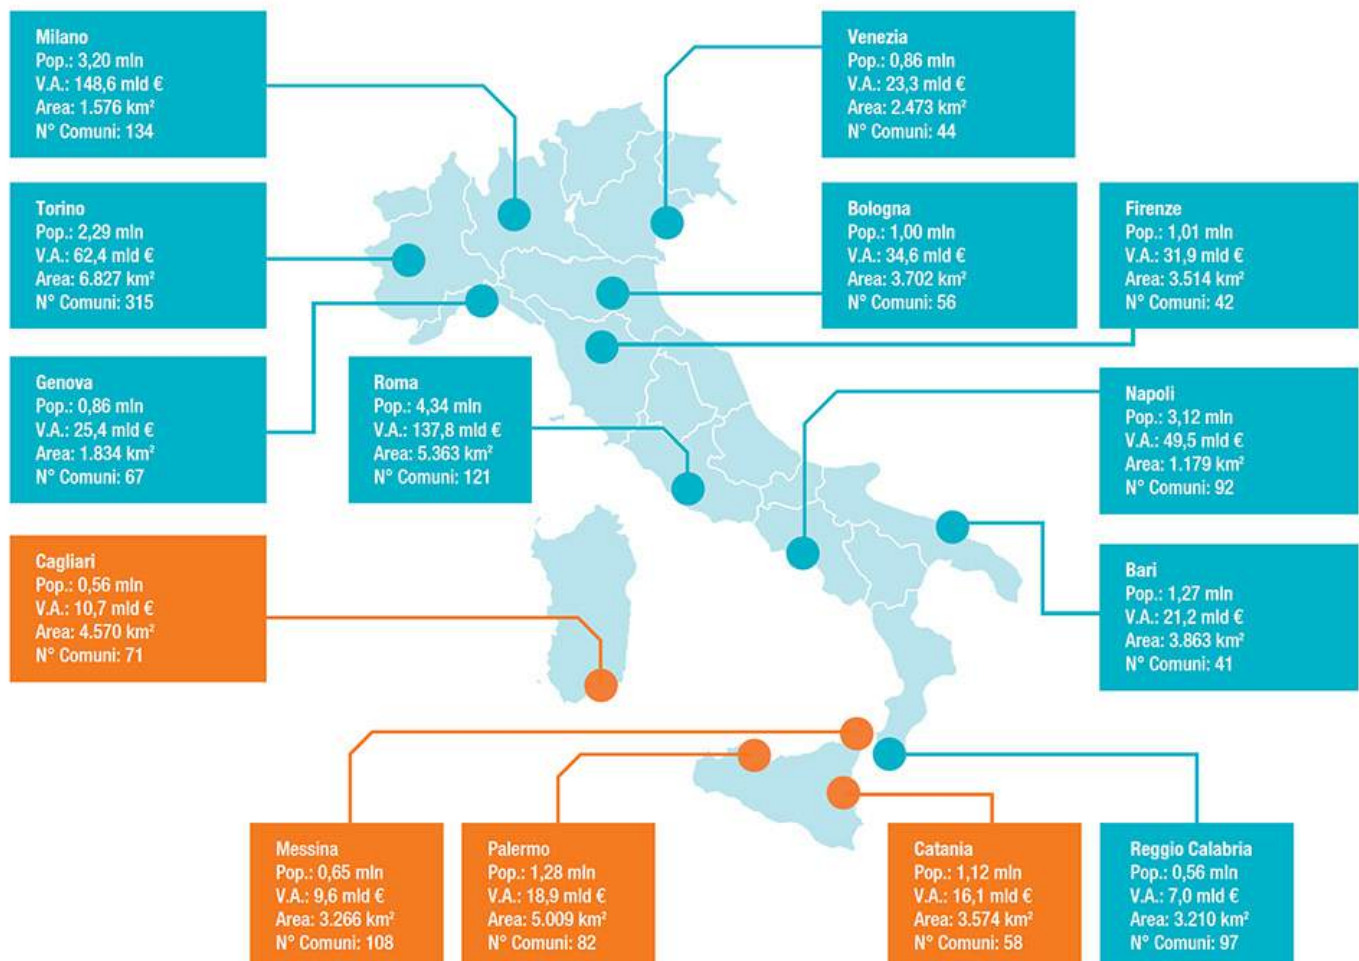 Milano
Pop.: 3,20 mln
V.A.: 148,6 mld €
Area: 1.576 km²
N° Comuni: 134
Venezia
Pop.: 0,86 mln
V.A.: 23,3 mld €
Area: 2.473 km²
N° Comuni: 44
Torino
Pop.: 2,29 mln
V.A.: 62,4 mld €
Area: 6.827 km²
N° Comuni: 315
Bologna
Pop.: 1,00 mln
V.A.: 34,6 mld €
Area: 3.702 km²
N° Comuni: 56
Firenze
Pop.: 1,01 mln
V.A.: 31,9 mld €
Area: 3.514 km²
N° Comuni: 42
Genova
Pop.: 0,86 mln
V.A.: 25,4 mld €
Area: 1.834 km²
N° Comuni: 67
Roma
Pop.: 4,34 mln
V.A.: 137,8 mld €
Area: 5.363 km²
N° Comuni: 121
Napoli
Pop.: 3,12 mln
V.A.: 49,5 mld €
Area: 1.179 km²
N° Comuni: 92
Cagliari
Pop.: 0,56 mln
V.A.: 10,7 mld €
Area: 4.570 km²
N° Comuni: 71
Bari
Pop.: 1,27 mln
V.A.: 21,2 mld €
Area: 3.863 km²
N° Comuni: 41
Messina
Pop.: 0,65 mln
V.A.: 9,6 mld €
Area: 3.266 km²
N° Comuni: 108
Palermo
Pop.: 1,28 mln
V.A.: 18,9 mld €
Area: 5.009 km²
N° Comuni: 82
Catania
Pop.: 1,12 mln
V.A.: 16,1 mld €
Area: 3.574 km²
N° Comuni: 58
Reggio Calabria
Pop.: 0,56 mln
V.A.: 7,0 mld €
Area: 3.210 km²
N° Comuni: 97